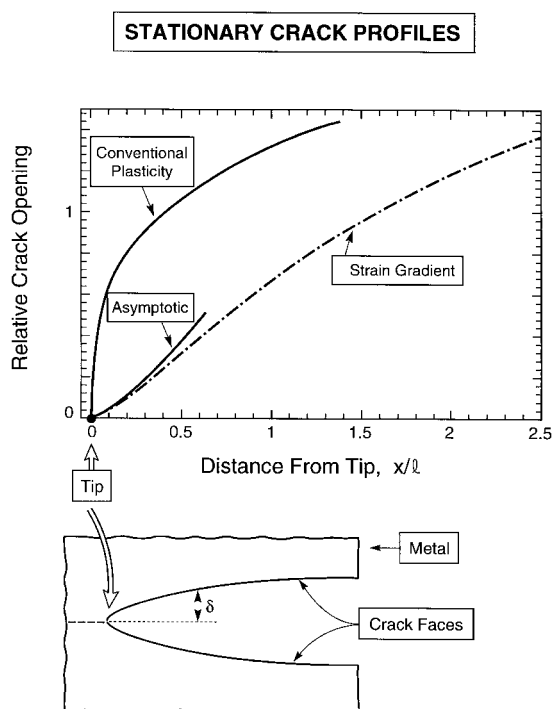 STATIONARY CRACK PROFILES
Conventional
Plasticity
Relative Crack Opening
1
Strain Gradient
Asymptotic
0
0 0.5 1 1.5 2 2.5
Distance From Tip, x/ℓ
Tip
Metal
δ
Crack Faces